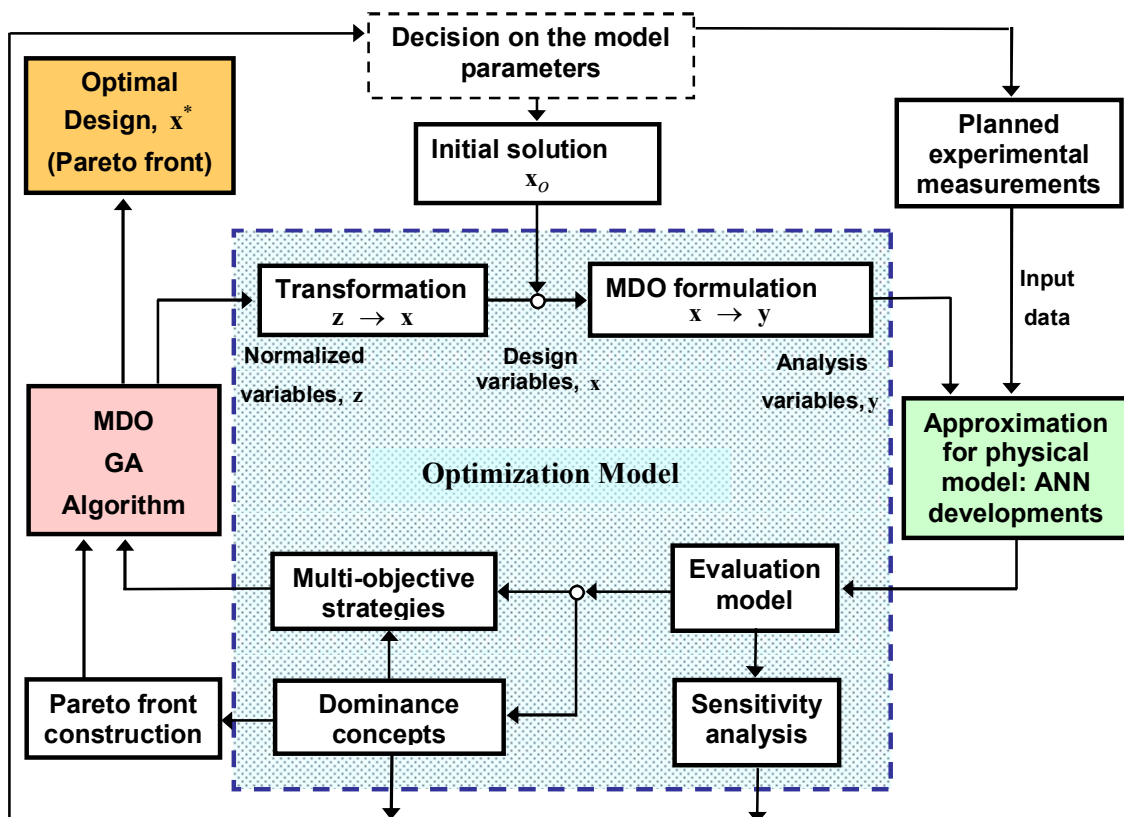 Decision on the model
parameters
Optimal
Design, x*
(Pareto front)
Initial solution
xo
Planned
experimental
measurements
Transformation
z → x
MDO formulation
x → y
Input
data
Normalized
variables, z
Design
variables, x
Analysis
variables, y
MDO
GA
Algorithm
Optimization Model
Approximation
for physical
model: ANN
developments
Multi-objective
strategies
Evaluation
model
Pareto front
construction
Dominance
concepts
Sensitivity
analysis